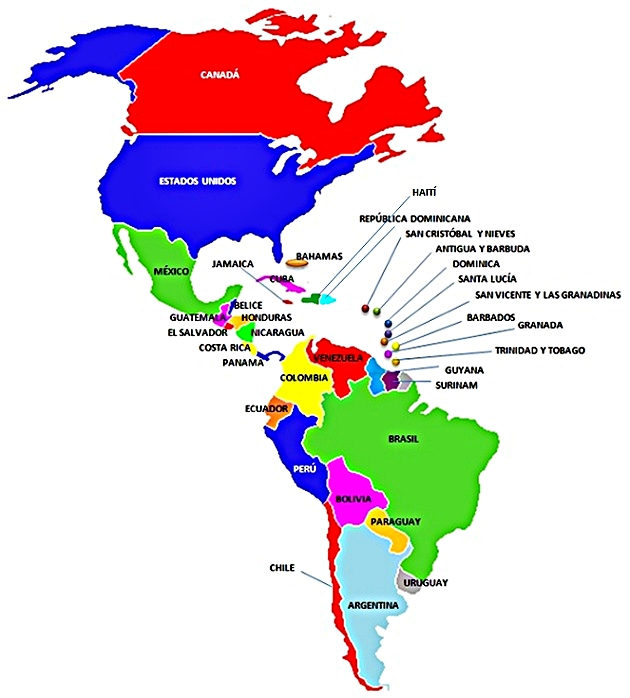 CANADÁ
ESTADOS UNIDOS
HAITÍ
REPÚBLICA DOMINICANA
SAN CRISTÓBAL Y NIEVES
ANTIGUA Y BARBUDA
BAHAMAS
JAMAICA
DOMINICA
MÉXICO
CUBA
SANTA LUCÍA
SAN VICENTE Y LAS GRANADINAS
BELICE
GUATEMALA
HONDURAS
BARBADOS
GRANADA
EL SALVADOR
NICARAGUA
COSTA RICA
TRINIDAD Y TOBAGO
PANAMA
VENEZUELA
GUYANA
COLOMBIA
SURINAM
ECUADOR
BRASIL
PERÚ
BOLIVIA
PARAGUAY
CHILE
URUGUAY
ARGENTINA